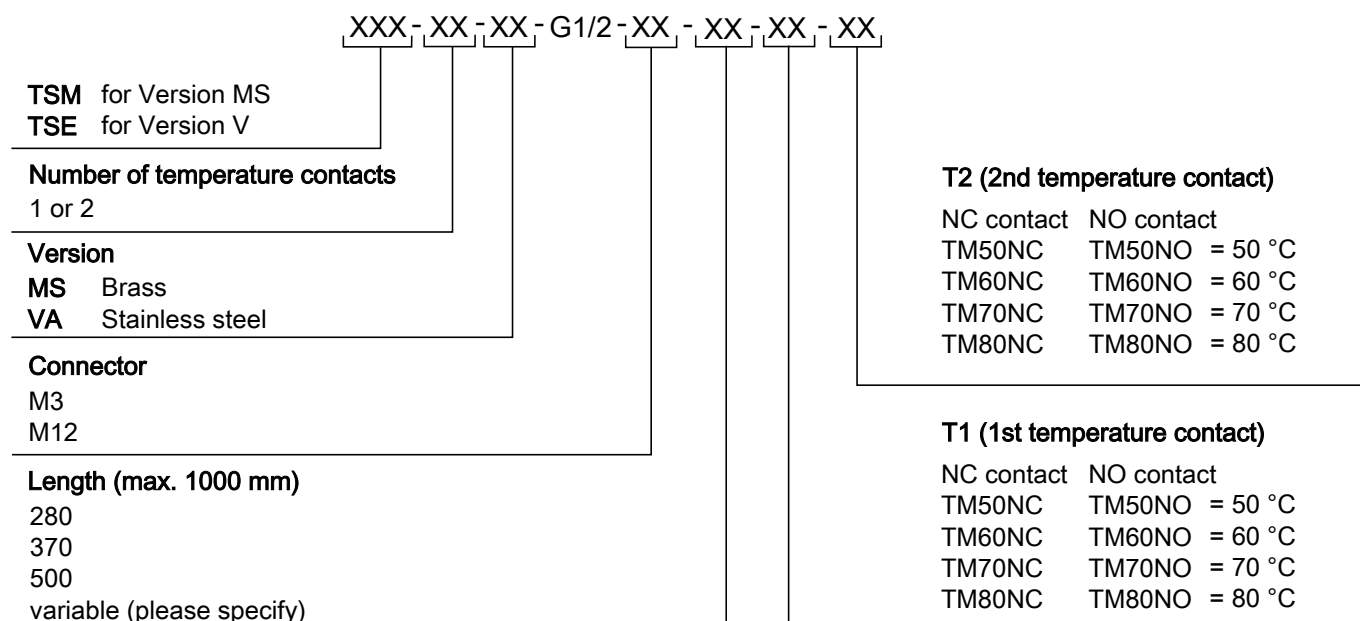 XXX - XX - XX - G1/2 - XX - XX - XX - XX
TSM for Version MS
TSE for Version V
Number of temperature contacts
1 or 2
Version
MS Brass
VA Stainless steel
Connector
M3
M12
Length (max. 1000 mm)
280
370
500
variable (please specify)
T2 (2nd temperature contact)
NC contact NO contact
TM50NC TM50NO = 50 °C
TM60NC TM60NO = 60 °C
TM70NC TM70NO = 70 °C
TM80NC TM80NO = 80 °C
T1 (1st temperature contact)
NC contact NO contact
TM50NC TM50NO = 50 °C
TM60NC TM60NO = 60 °C
TM70NC TM70NO = 70 °C
TM80NC TM80NO = 80 °C